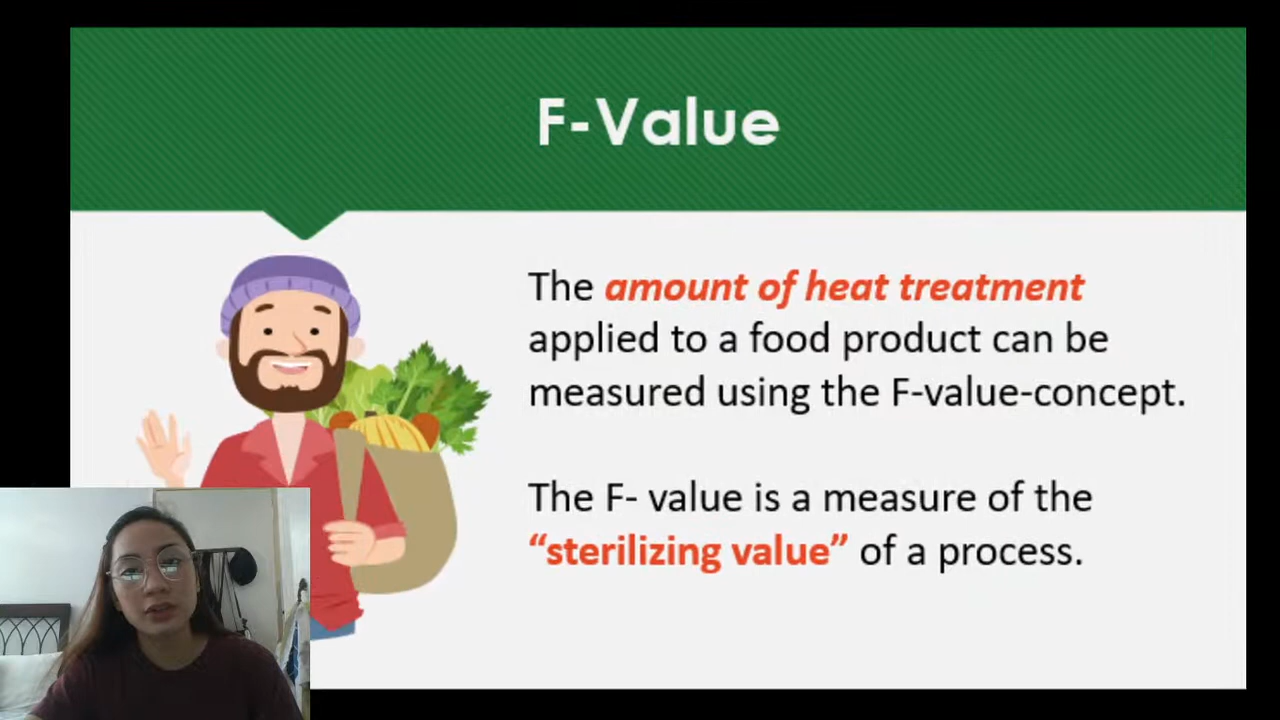 F-Value
The amount of heat treatment
applied to a food product can be
measured using the F-value-concept.
The F- value is a measure of the
“sterilizing value” of a process.